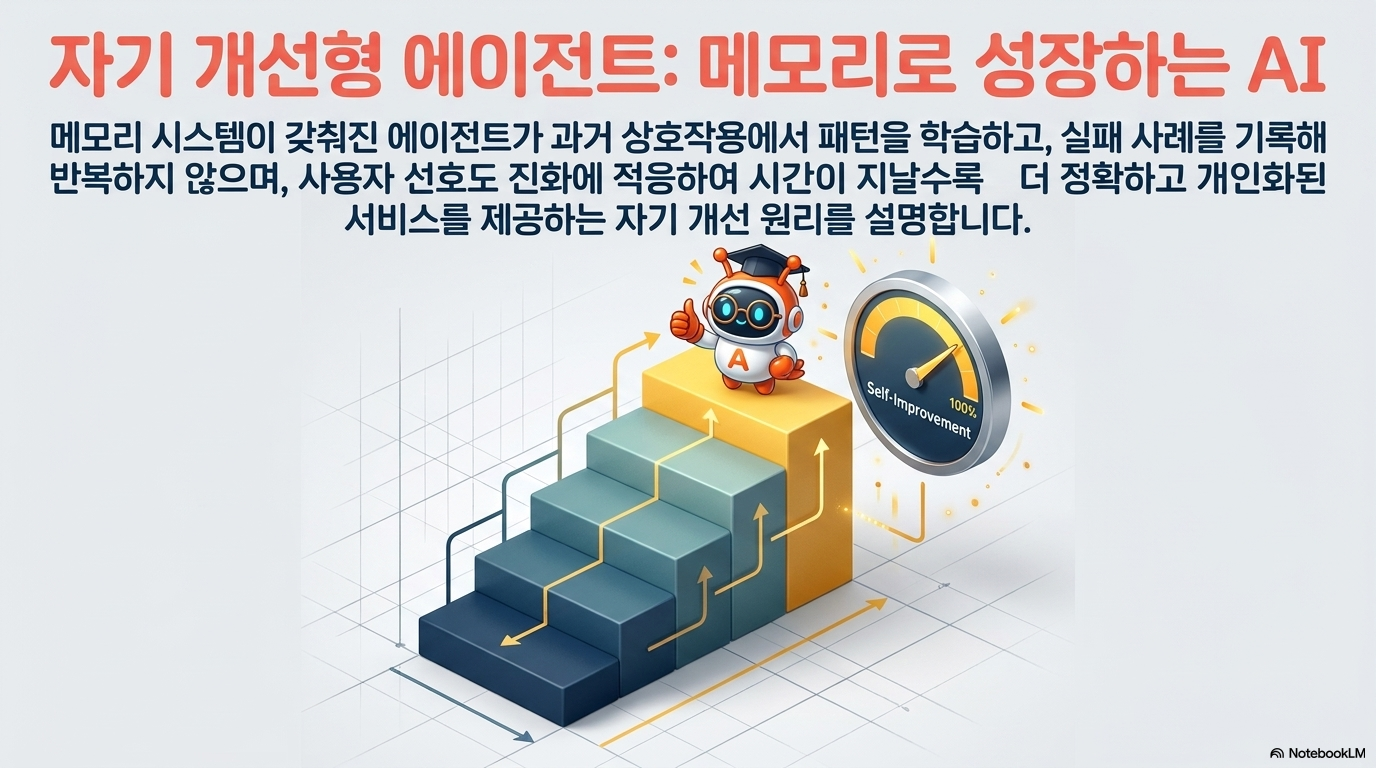 자기 개선형 에이전트: 메모리로 성장하는 AI
메모리 시스템이 갖춰진 에이전트가 과거 상호작용에서 패턴을 학습하고, 실패 사례를 기록해
반복하지 않으며, 사용자 선호도 진화에 적응하여 시간이 지날수록 더 정확하고 개인화된
서비스를 제공하는 자기 개선 원리를 설명합니다.
A
100%
Self-Improvement
NotebookLM